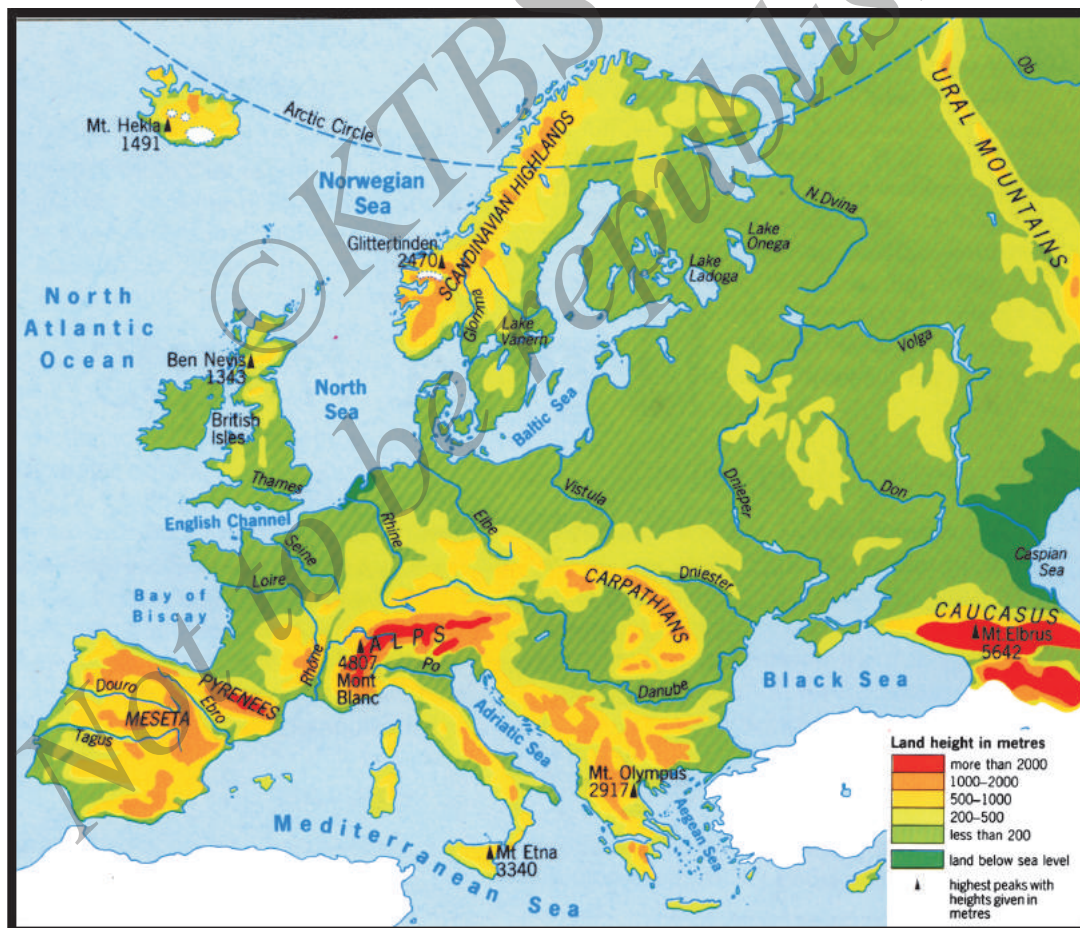 ©KTBS
Not to be republis
Arctic Circle
Ob
URAL MOUNTAINS
Mt. Hekla
1491
Norwegian
Sea
SCANDINAVIAN HIGHLANDS
N.Dvina
Glittertinden
2470
Lake
Onega
Lake
Ladoga
North
Atlantic
Ocean
Glomma
Lake
Vanern
Volga
Ben Nevis
1343
North
Sea
British
Isles
Baltic Sea
Thames
Vistula
Dnieper
Don
English Channel
Elbe
Rhine
Seine
Caspian
Sea
Loire
CARPATHIANS
Dniester
Bay of
Biscay
CAUCASUS
Mt.Elbrus
5642
ALPS
4807
Mont
Blanc
Rhône
Po
Danube
Black Sea
Douro
PYRENEES
MESETA
Ebro
Tagus
Adriatic Sea
Mt. Olympus
2917
Aegean Sea
Mediterranean Sea
Mt Etna
3340
Land height in metres
more than 2000
1000–2000
500–1000
200–500
less than 200
land below sea level
highest peaks with
heights given in
metres